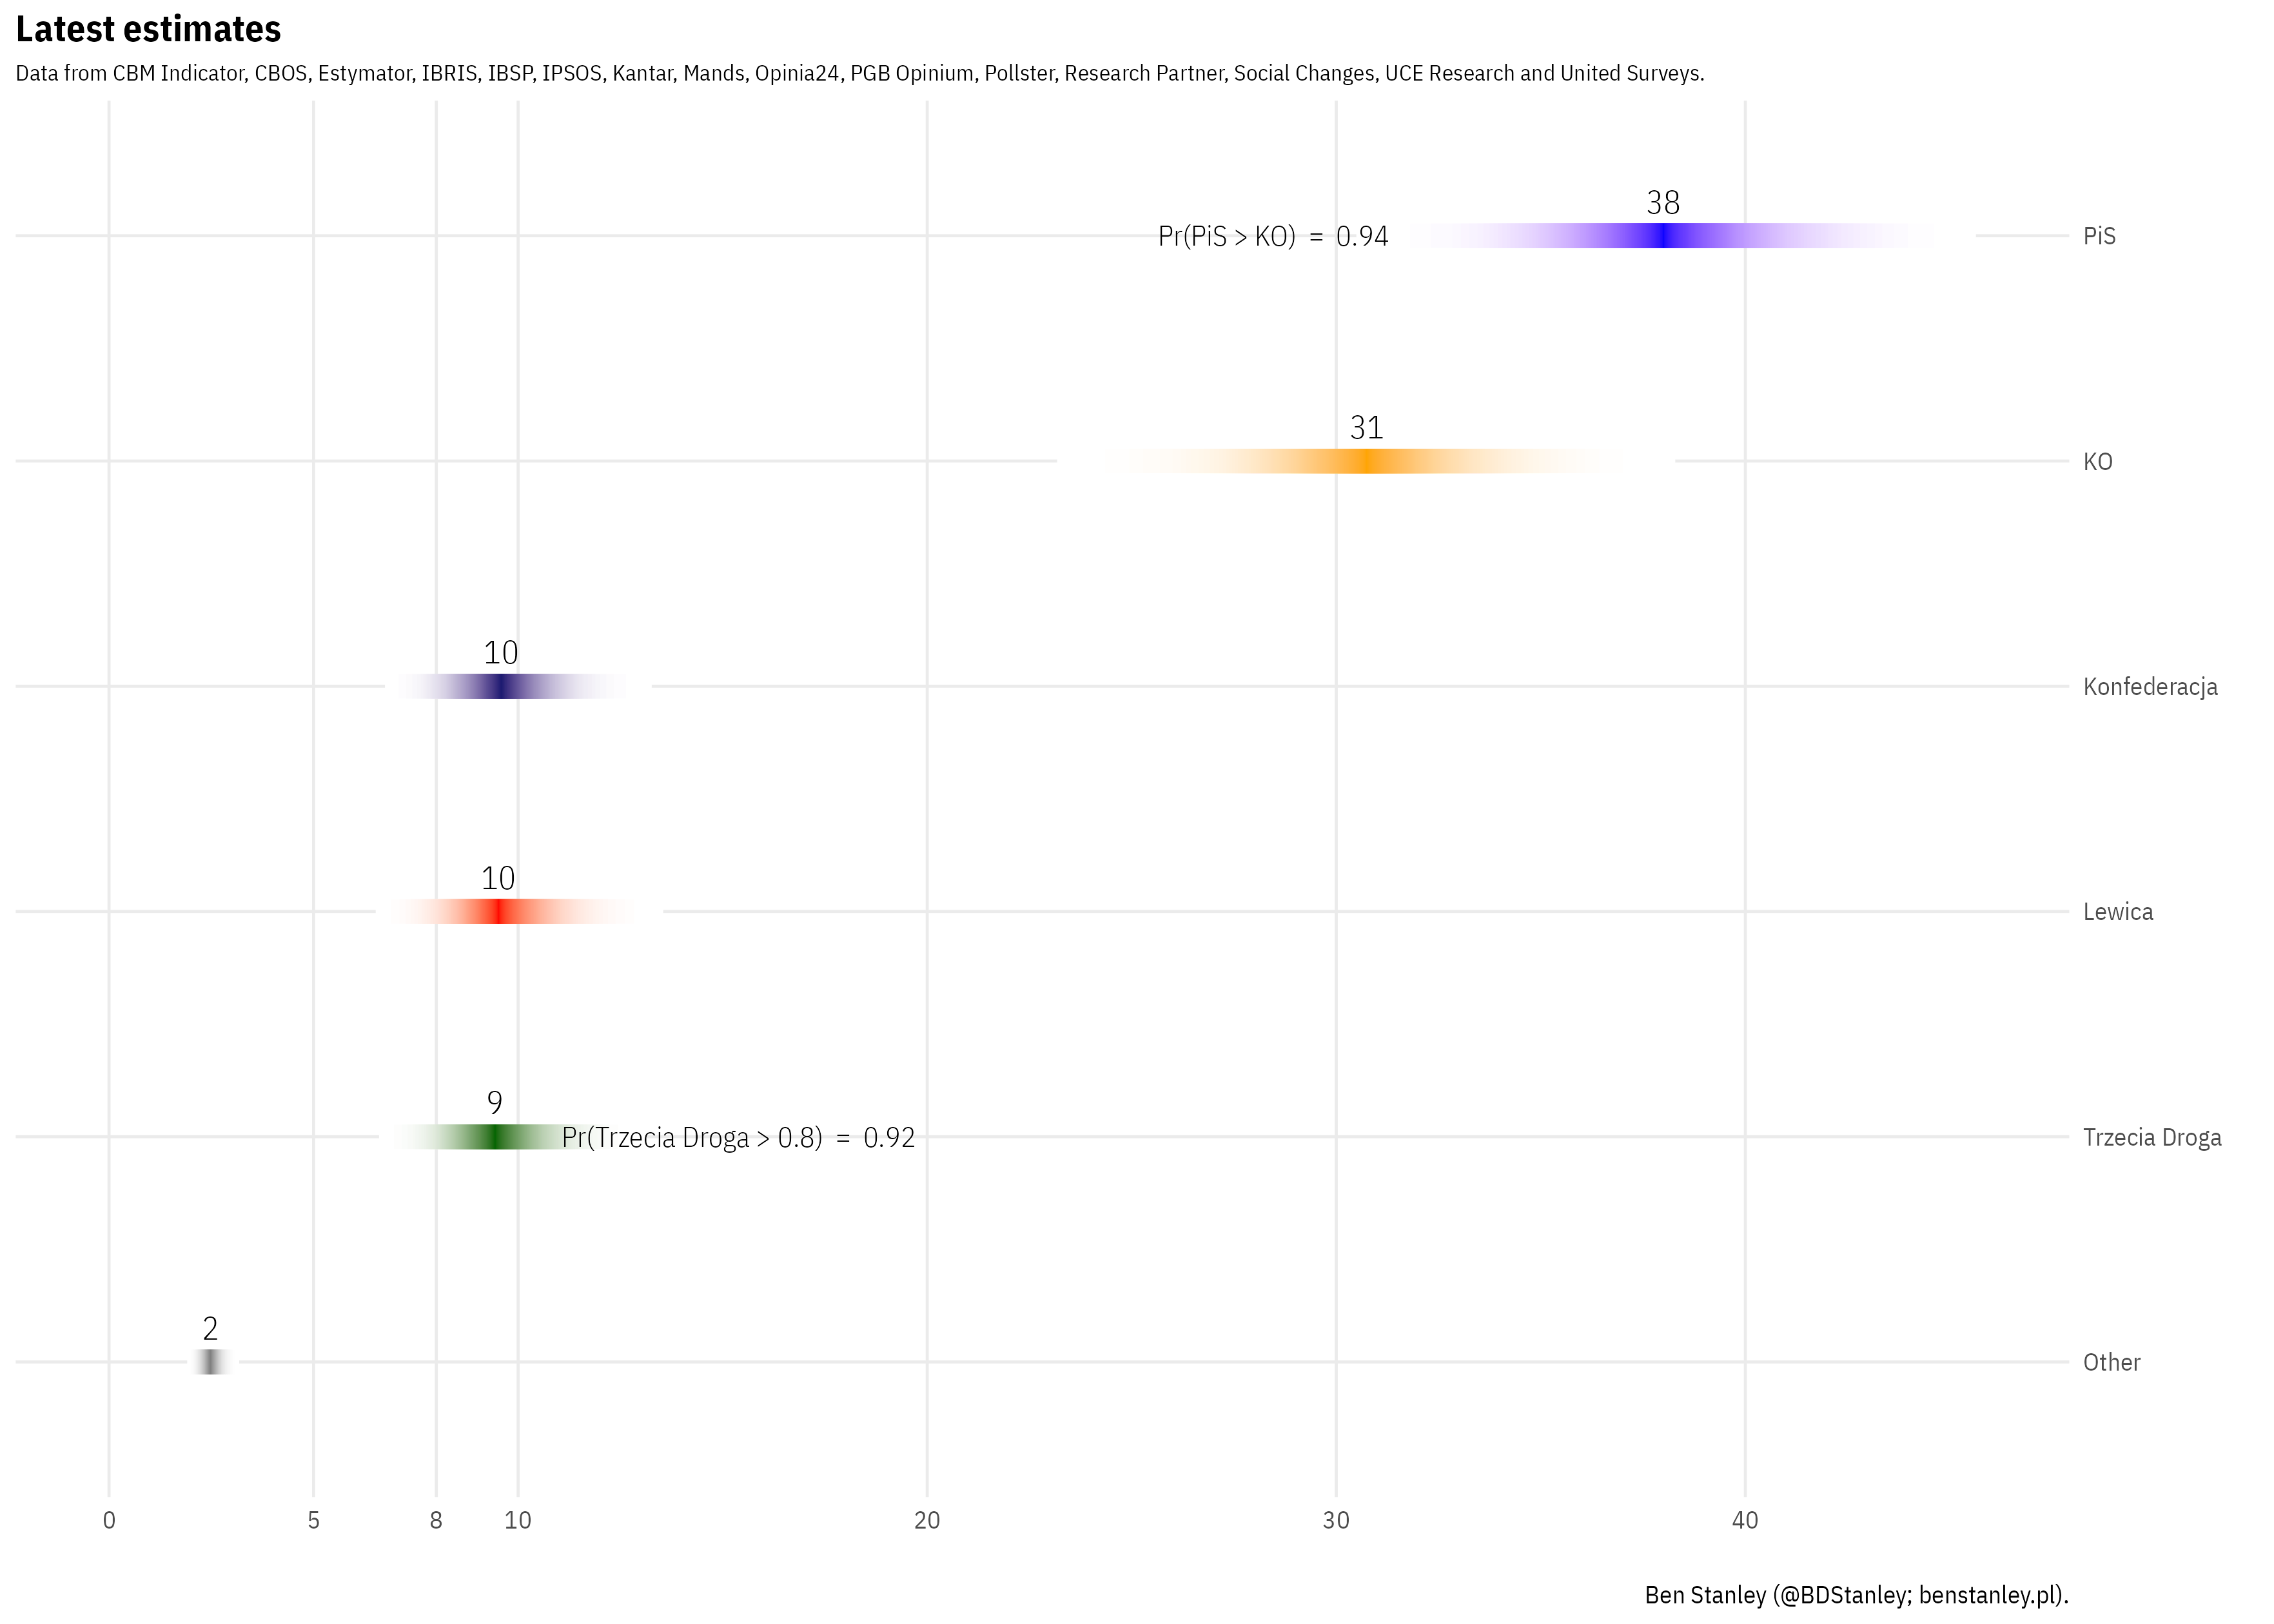 Latest estimates
Data from CBM Indicator, CBOS, Estymator, IBRIS, IBSP, IPSOS, Kantar, Mands, Opinia24, PGB Opinium, Pollster, Research Partner, Social Changes, UCE Research and United Surveys.
38
Pr(PiS > KO) = 0.94
PiS
31
KO
10
Konfederacja
10
Lewica
9
Pr(Trzecia Droga > 0.8) = 0.92
Trzecia Droga
2
Other
0 5 8 10 20 30 40
Ben Stanley (@BDStanley; benstanley.pl).